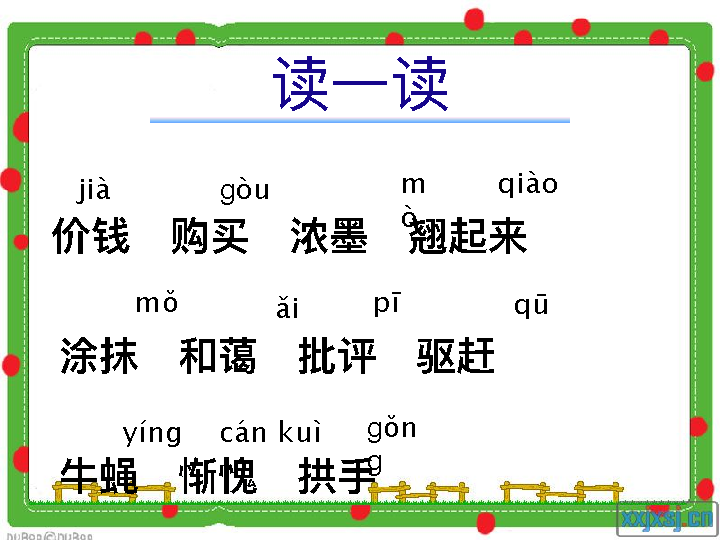 读一读
jià gòu mò qiào
价钱 购买 浓墨 翘起来
mǒ ǎi pī qū
涂抹 和蔼 批评 驱赶
yíng cán kuì gǒng
牛蝇 惭愧 拱手
xxjxsj.cn